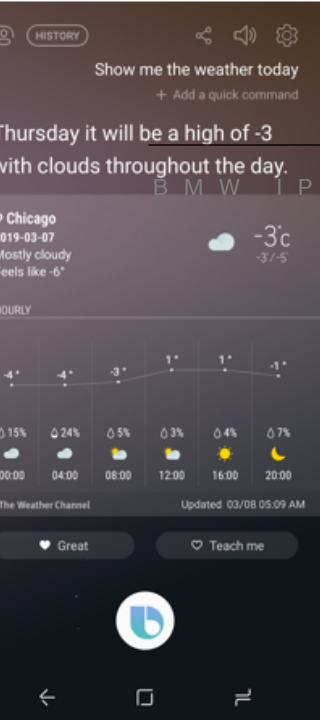 HISTORY
Show me the weather today
+ Add a quick command
Thursday it will be a high of -3
with clouds throughout the day.
BMW IP
Chicago
2019-03-07
Mostly cloudy
Feels like -6°
-3°c
-3°/-5°
HOURLY
-4° -4° -3° 1° 1° -1°
15% 24% 5% 3% 4% 7%
00:00 04:00 08:00 12:00 16:00 20:00
The Weather Channel Updated 03/08 05:09 AM
Great Teach me